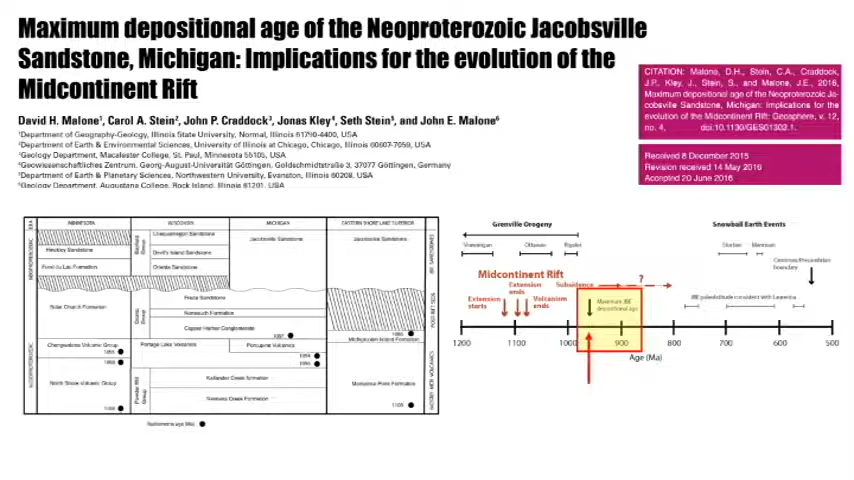 Maximum depositional age of the Neoproterozoic Jacobsville
Sandstone, Michigan: Implications for the evolution of the
Midcontinent Rift
David H. Malone¹, Carol A. Stein², John P. Craddock³, Jonas Kley⁴, Seth Stein⁵, and John E. Malone⁶
¹Department of Geography-Geology, Illinois State University, Normal, Illinois 61790-4400, USA
²Department of Earth & Environmental Sciences, University of Illinois at Chicago, Chicago, Illinois 60607-7059, USA
³Geology Department, Macalester College, St. Paul, Minnesota 55105, USA
⁴Geowissenschaftliches Zentrum, Georg-August-Universität Göttingen, Goldschmidtstraße 3, 37077 Göttingen, Germany
⁵Department of Earth & Planetary Sciences, Northwestern University, Evanston, Illinois 60208, USA
⁶Geology Department, Augustana College, Rock Island, Illinois 61201, USA
CITATION: Malone, D.H., Stein, C.A., Craddock,
J.P., Kley, J., Stein, S., and Malone, J.E., 2016,
Maximum depositional age of the Neoproterozoic Ja-
cobsville Sandstone, Michigan: Implications for the
evolution of the Midcontinent Rift: Geosphere, v. 12,
no. 4, doi:10.1130/GES01302.1.
Received 8 December 2015
Revision received 14 May 2016
Accepted 20 June 2016
MINNESOTA
WISCONSIN
MICHIGAN
EASTERN SHORE LAKE SUPERIOR
Hinckley Sandstone
Fond du Lac Formation
Bayfield Group
Chequamegon Sandstone
Devil's Island Sandstone
Orienta Sandstone
Jacobsville Sandstone
Jacobsville Sandstone
Solar Church Formation
Oronto Group
Freda Sandstone
Nonesuch Formation
Copper Harbor Conglomerate
1087
Michipicoten Island Formation
Chengwatana Volcanic Group
Portage Lake Volcanics
Porcupine Volcanics
1094
North Shore Volcanic Group
Powder Mill Group
Kallander Creek Formation
Siemens Creek Formation
Mamainse Point Formation
Grenville Orogeny
Ottawan
Rigolet
Snowball Earth Events
Sturtian
Marinoan
Cambrian/Precambrian
boundary
Midcontinent Rift
Extension
starts
Extension
ends
Volcanism
ends
Subsidence
?
Maximum JBE
depositional age
JBE paleolatitude consistent with Laurentia
1200 1100 1000 900 800 700 600 500
Age (Ma)